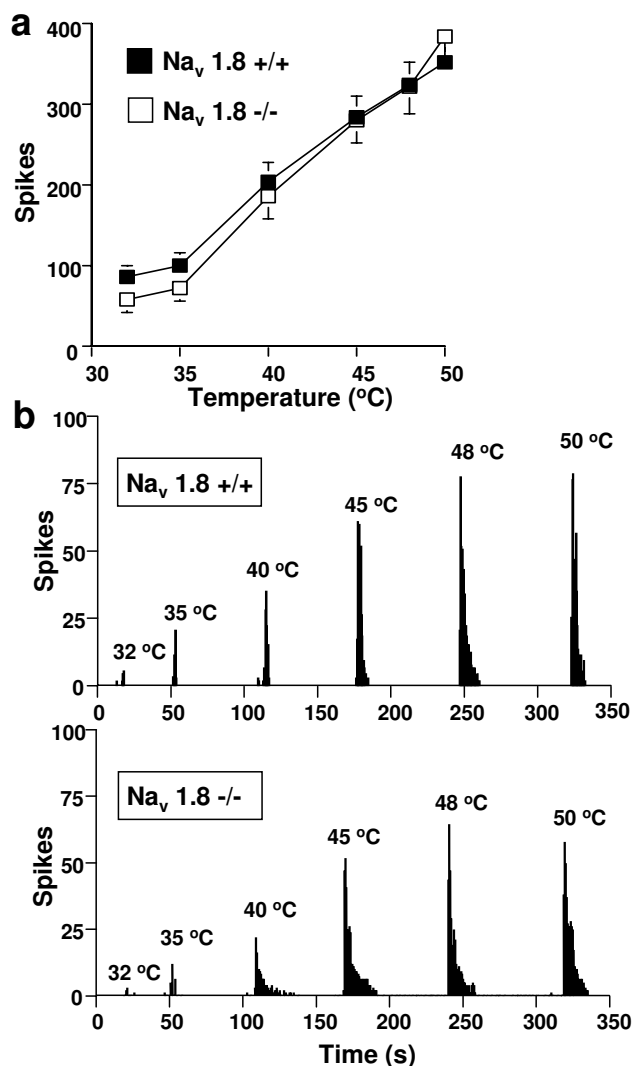 a
400
300
200
100
0
Spikes
Nav 1.8 +/+
Nav 1.8 -/-
30 35 40 45 50
Temperature (oC)
b
100
75
50
25
0
Spikes
Nav 1.8 +/+
32 oC
35 oC
40 oC
45 oC
48 oC
50 oC
0 50 100 150 200 250 300 350
100
75
50
25
0
Spikes
Nav 1.8 -/-
32 oC
35 oC
40 oC
45 oC
48 oC
50 oC
0 50 100 150 200 250 300 350
Time (s)